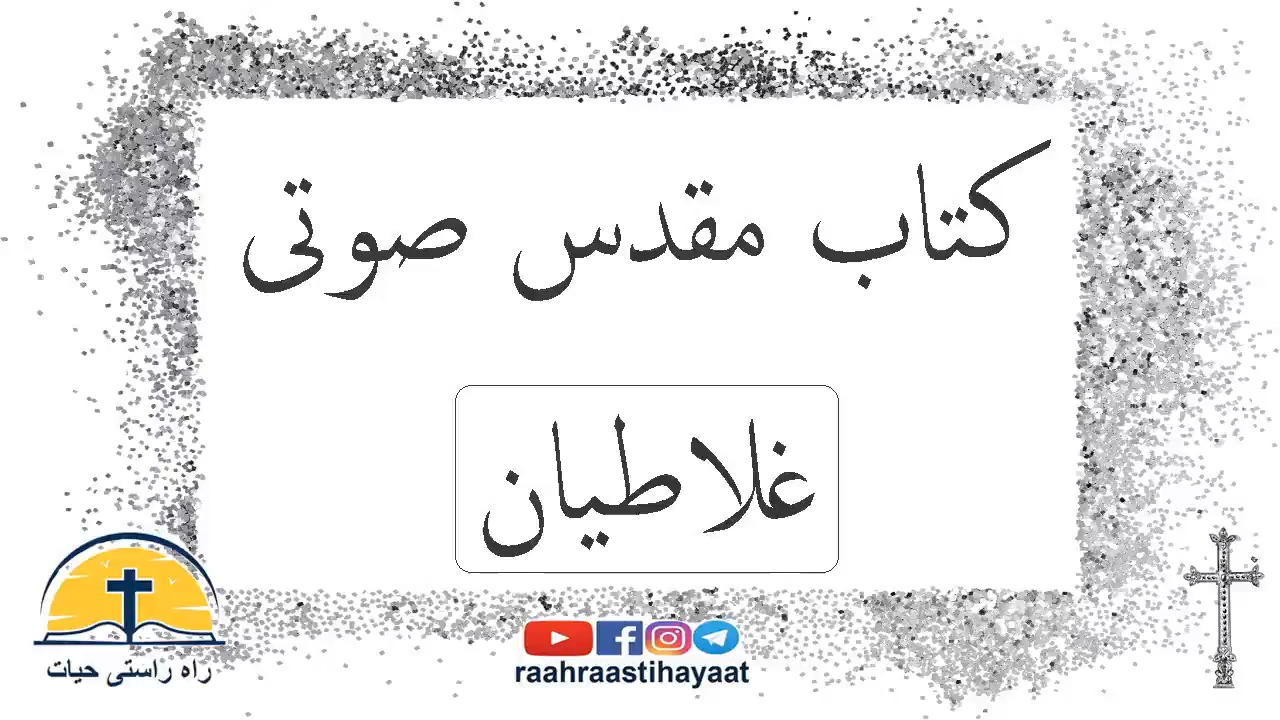 کتاب مقدس صوتی
غلاطیان
راه راستی حیات
raahraastihayaat